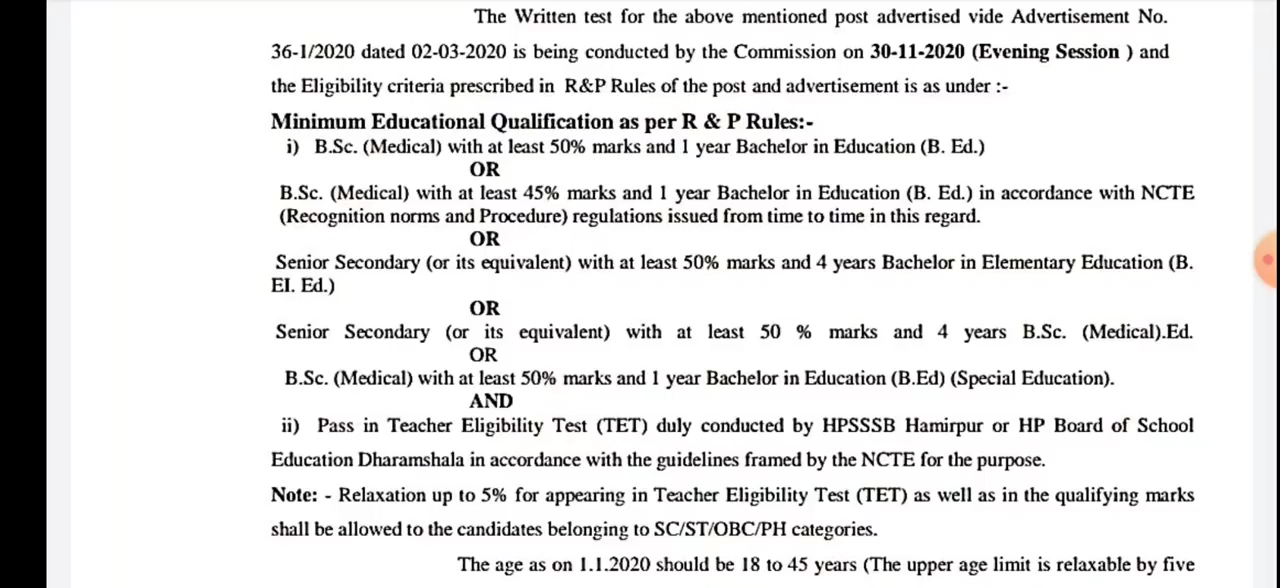 The Written test for the above mentioned post advertised vide Advertisement No.
36-1/2020 dated 02-03-2020 is being conducted by the Commission on 30-11-2020 (Evening Session ) and
the Eligibility criteria prescribed in R&P Rules of the post and advertisement is as under :-
Minimum Educational Qualification as per R & P Rules:-
i) B.Sc. (Medical) with at least 50% marks and 1 year Bachelor in Education (B. Ed.)
OR
B.Sc. (Medical) with at least 45% marks and 1 year Bachelor in Education (B. Ed.) in accordance with NCTE
(Recognition norms and Procedure) regulations issued from time to time in this regard.
OR
Senior Secondary (or its equivalent) with at least 50% marks and 4 years Bachelor in Elementary Education (B.
EI. Ed.)
OR
Senior Secondary (or its equivalent) with at least 50 % marks and 4 years B.Sc. (Medical).Ed.
OR
B.Sc. (Medical) with at least 50% marks and 1 year Bachelor in Education (B.Ed) (Special Education).
AND
ii) Pass in Teacher Eligibility Test (TET) duly conducted by HPSSSB Hamirpur or HP Board of School
Education Dharamshala in accordance with the guidelines framed by the NCTE for the purpose.
Note: - Relaxation up to 5% for appearing in Teacher Eligibility Test (TET) as well as in the qualifying marks
shall be allowed to the candidates belonging to SC/ST/OBC/PH categories.
The age as on 1.1.2020 should be 18 to 45 years (The upper age limit is relaxable by five